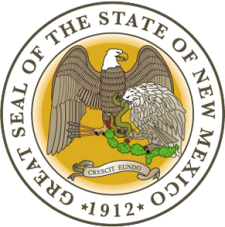 GREAT SEAL OF THE STATE OF NEW MEXICO
CRESCIT EUNDO
★1912★